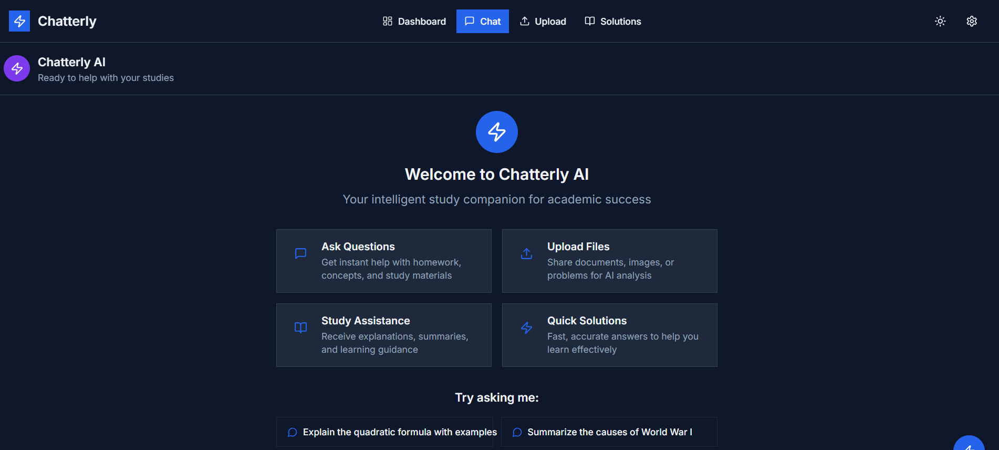 Chatterly
Dashboard
Chat
Upload
Solutions
Chatterly AI
Ready to help with your studies
Welcome to Chatterly AI
Your intelligent study companion for academic success
Ask Questions
Get instant help with homework,
concepts, and study materials
Upload Files
Share documents, images, or
problems for AI analysis
Study Assistance
Receive explanations, summaries,
and learning guidance
Quick Solutions
Fast, accurate answers to help you
learn effectively
Try asking me:
Explain the quadratic formula with examples
Summarize the causes of World War I